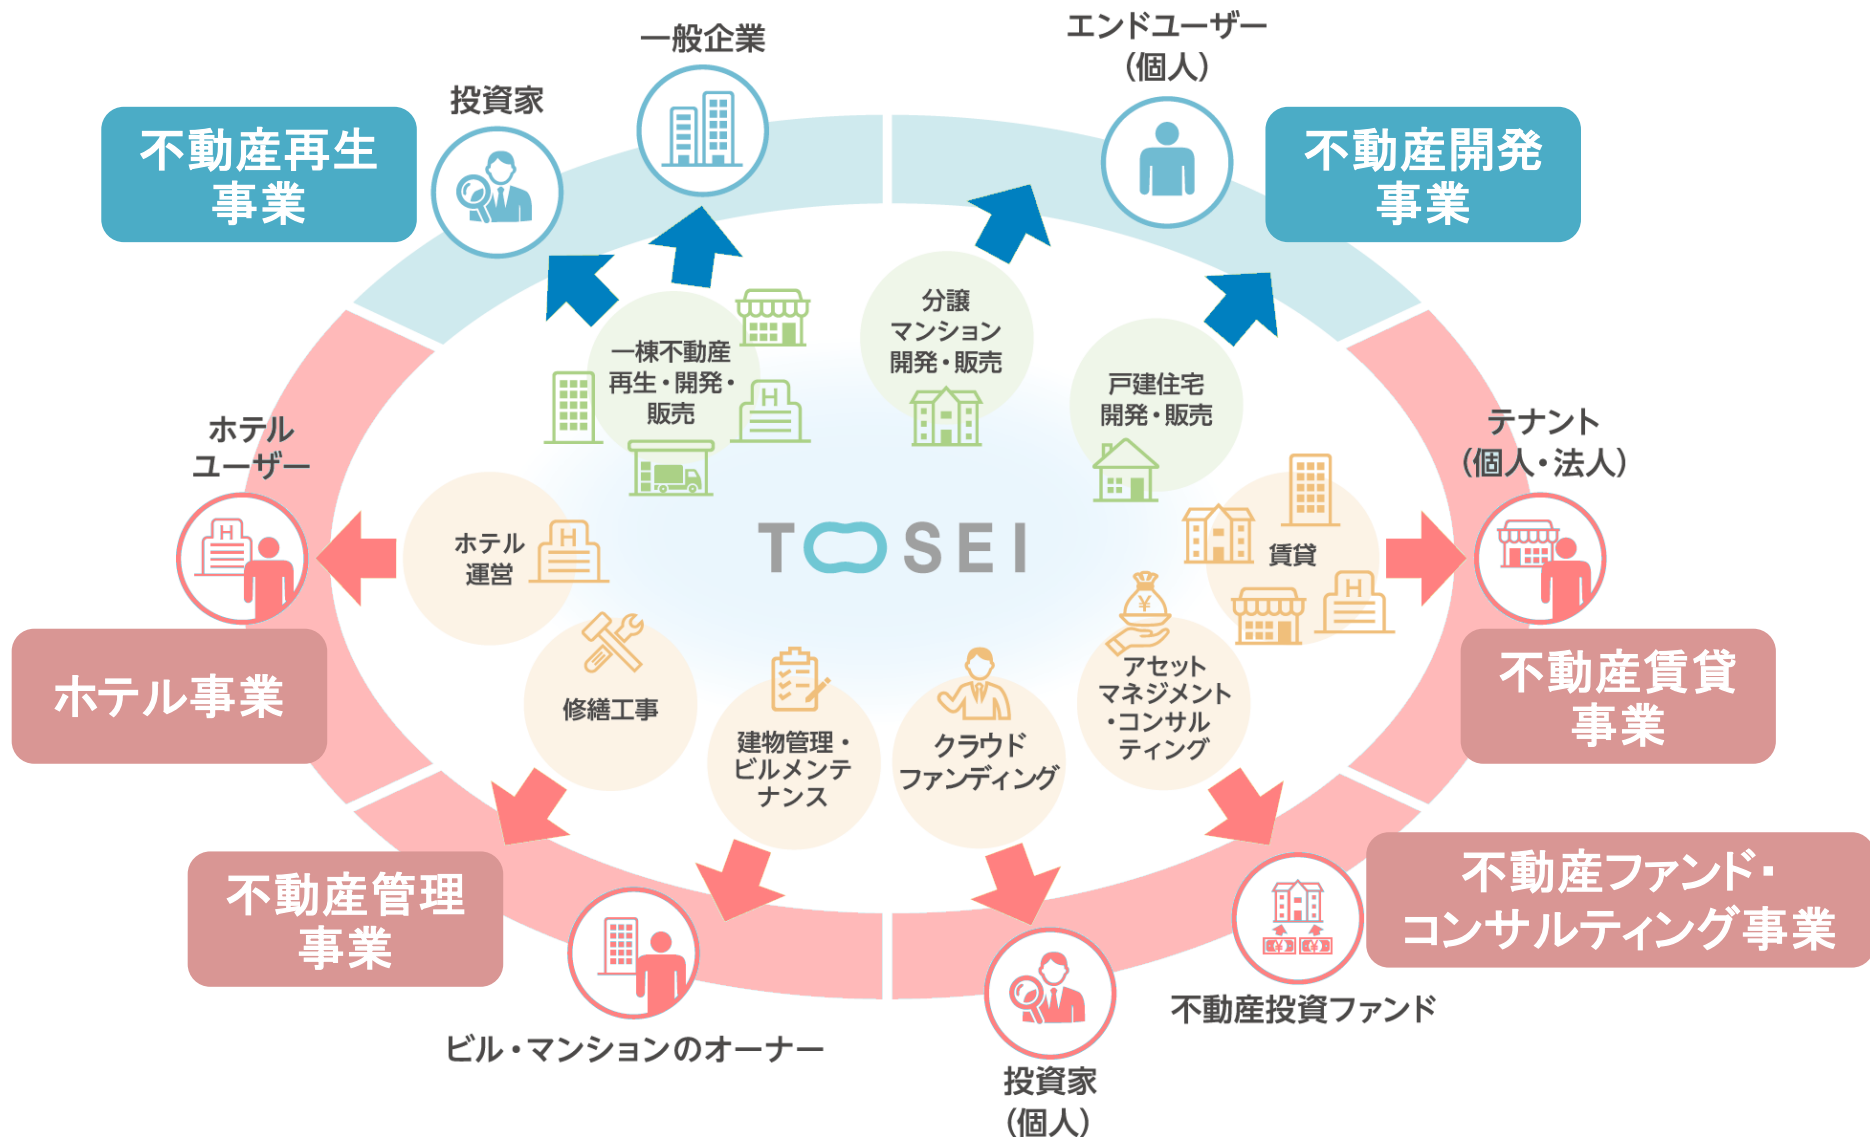 一般企業
エンドユーザー
(個人)
投資家
不動産再生
事業
不動産開発
事業
分譲
マンション
開発・販売
一棟不動産
再生・開発・
販売
H
戸建住宅
開発・販売
ホテル
ユーザー
テナント
(個人・法人)
H
ホテル
運営
H
TOSEI
賃貸
H
¥
ホテル事業
修繕工事
アセット
マネジメント
・コンサル
ティング
不動産賃貸
事業
建物管理・
ビルメンテ
ナンス
クラウド
ファンディング
不動産管理
事業
不動産ファンド・
コンサルティング事業
¥ ¥
不動産投資ファンド
ビル・マンションのオーナー
投資家
(個人)